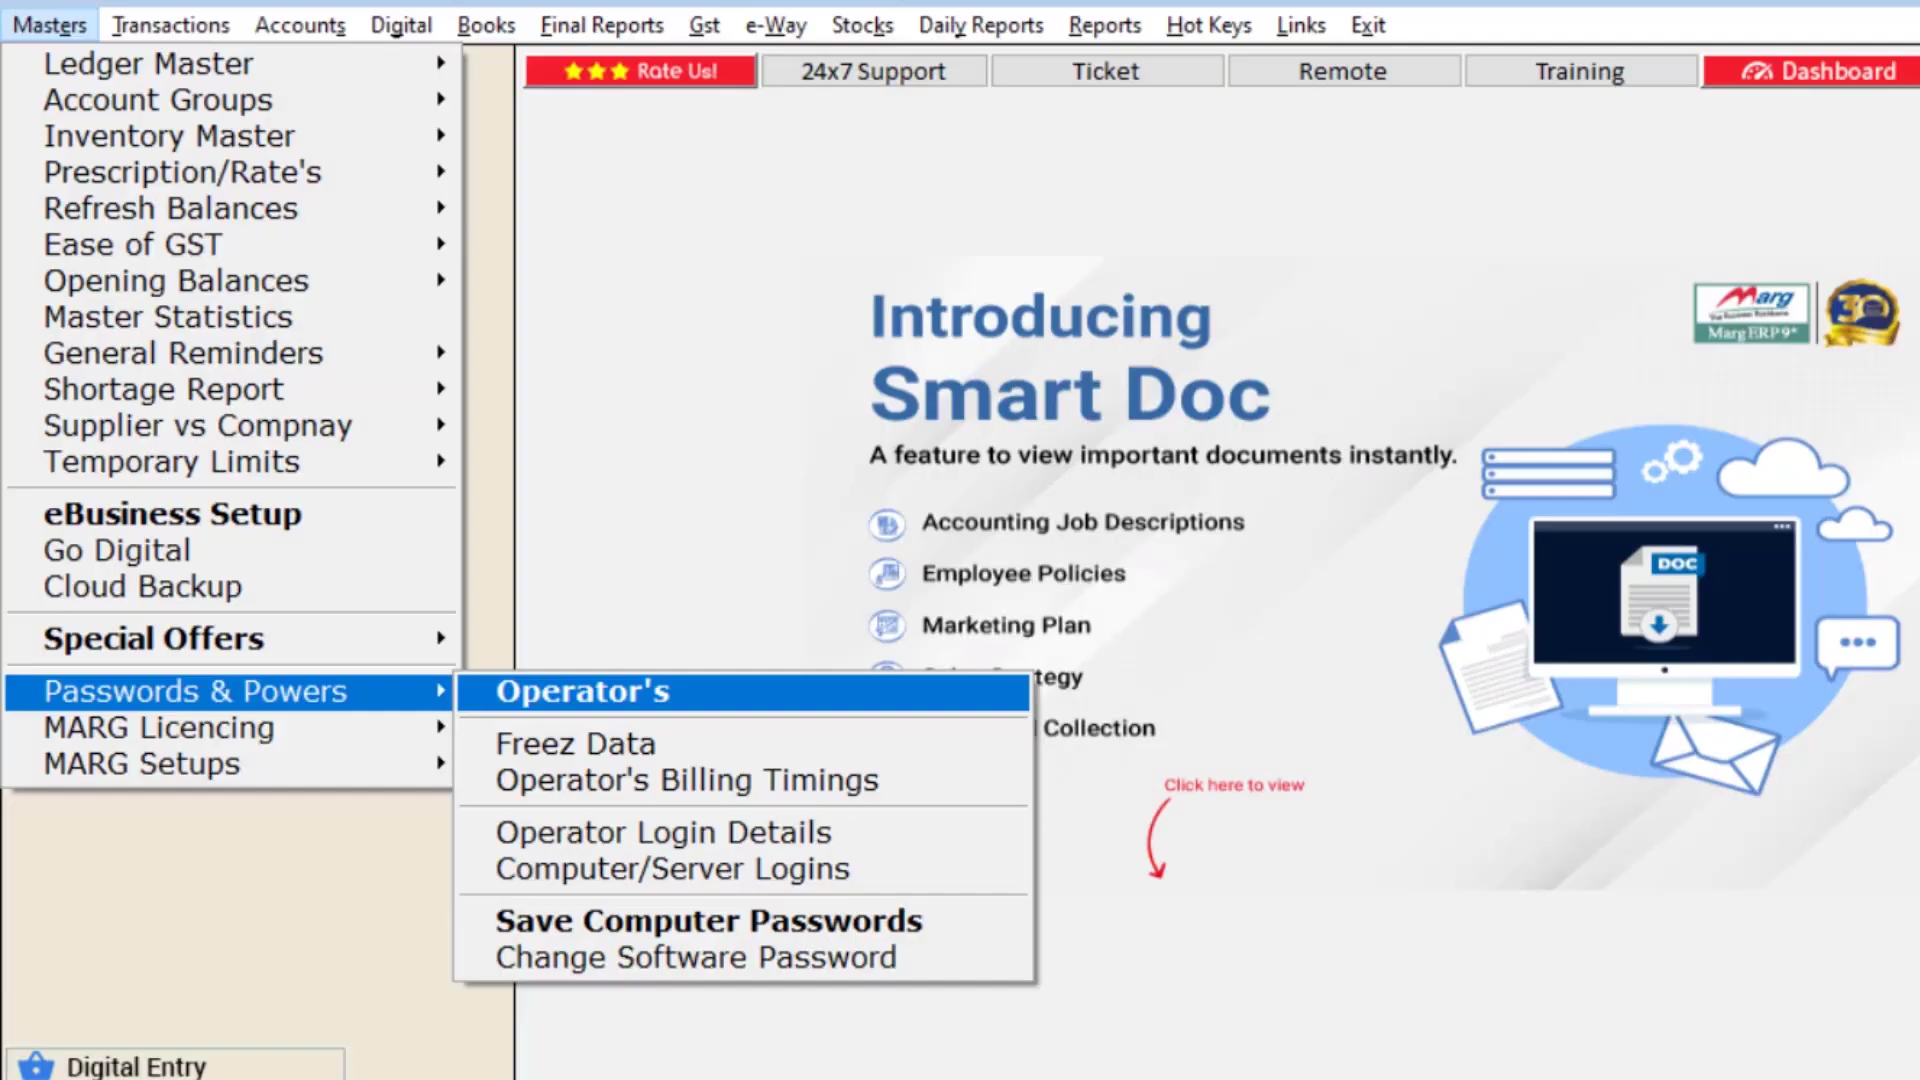 Masters Transactions Accounts Digital Books Final Reports Gst e-Way Stocks Daily Reports Reports Hot Keys Links Exit
Rate Us! 24x7 Support Ticket Remote Training Dashboard
Ledger Master
Account Groups
Inventory Master
Prescription/Rate's
Refresh Balances
Ease of GST
Opening Balances
Master Statistics
General Reminders
Shortage Report
Supplier vs Compnay
Temporary Limits
eBusiness Setup
Go Digital
Cloud Backup
Special Offers
Passwords & Powers
MARG Licencing
MARG Setups
Operator's
Freez Data
Operator's Billing Timings
Operator Login Details
Computer/Server Logins
Save Computer Passwords
Change Software Password
Introducing
Smart Doc
A feature to view important documents instantly.
Accounting Job Descriptions
Employee Policies
Marketing Plan
tegy
Collection
Click here to view
Marg
Marg ERP 9+
30
DOC
Digital Entry